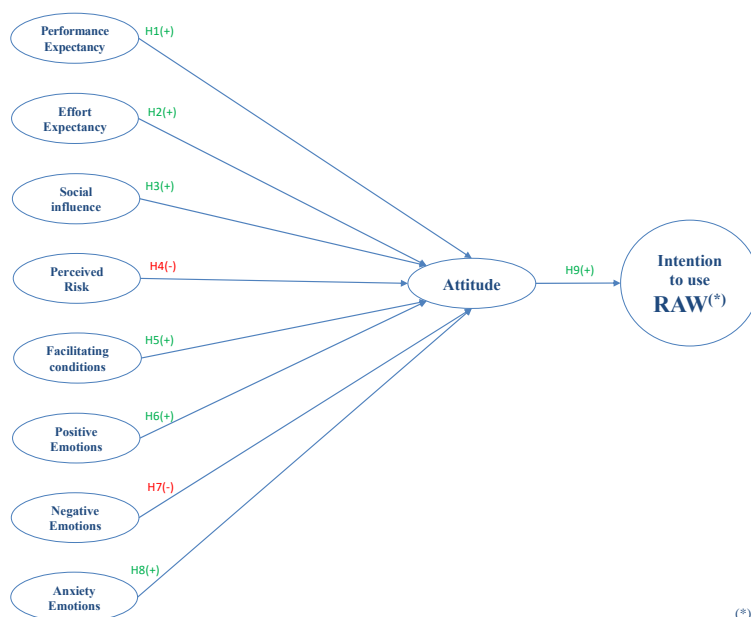 Performance
Expectancy
H1(+)
Effort
Expectancy
H2(+)
Social
influence
H3(+)
Perceived
Risk
H4(-)
Facilitating
conditions
H5(+)
Positive
Emotions
H6(+)
Negative
Emotions
H7(-)
Anxiety
Emotions
H8(+)
Attitude
H9(+)
Intention
to use
RAW(*)
(*)